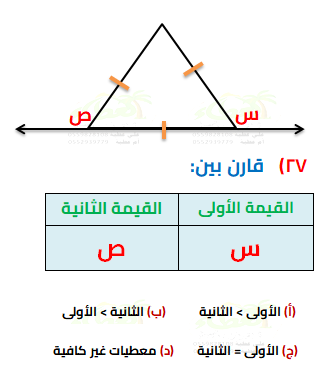 ص س
٢٧) قارن بين:
القيمة الأولى القيمة الثانية
س ص
(أ) الأولى > الثانية (ب) الثانية > الأولى
(ج) الأولى = الثانية (د) معطيات غير كافية